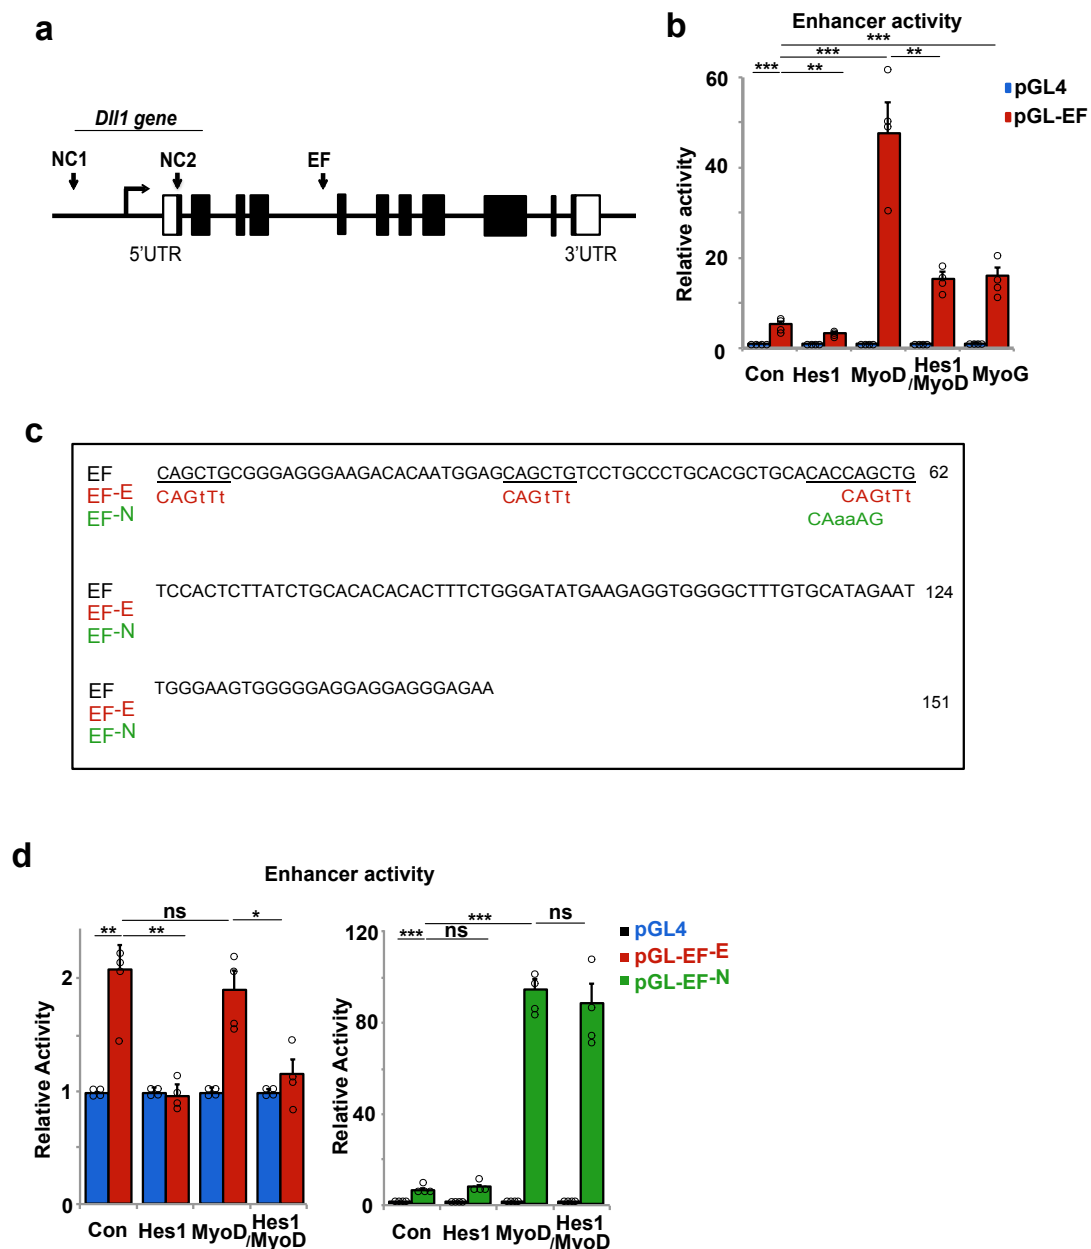 a
Dll1 gene
NC1
NC2
EF
5'UTR
3'UTR
b
Enhancer activity
***
***
**
***
**
60
40
20
0
Relative activity
pGL4
pGL-EF
Con
Hes1
MyoD
Hes1
/MyoD
MyoG
c
EF CAGCTGCGGGAGGGAAGACACAATGGAGCAGCTGTCCTGCCCTGCACGCTGCACACCAGCTG 62
EF-E CAGtTt CAGtTt CAGtTt
EF-N CAaaAG
EF TCCACTCTTATCTGCACACACACTTTCTGGGATATGAAGAGGTGGGGCTTTGTGCATAGAAT 124
EF-E
EF-N
EF TGGGAAGTGGGGGAGGAGGAGGGAGAA
EF-E 151
EF-N
d
Enhancer activity
ns
*
**
**
2
1
0
Relative Activity
Con
Hes1
MyoD
Hes1
/MyoD
***
ns
***
ns
120
80
40
0
Relative Activity
Con
Hes1
MyoD
Hes1
/MyoD
pGL4
pGL-EF-E
pGL-EF-N